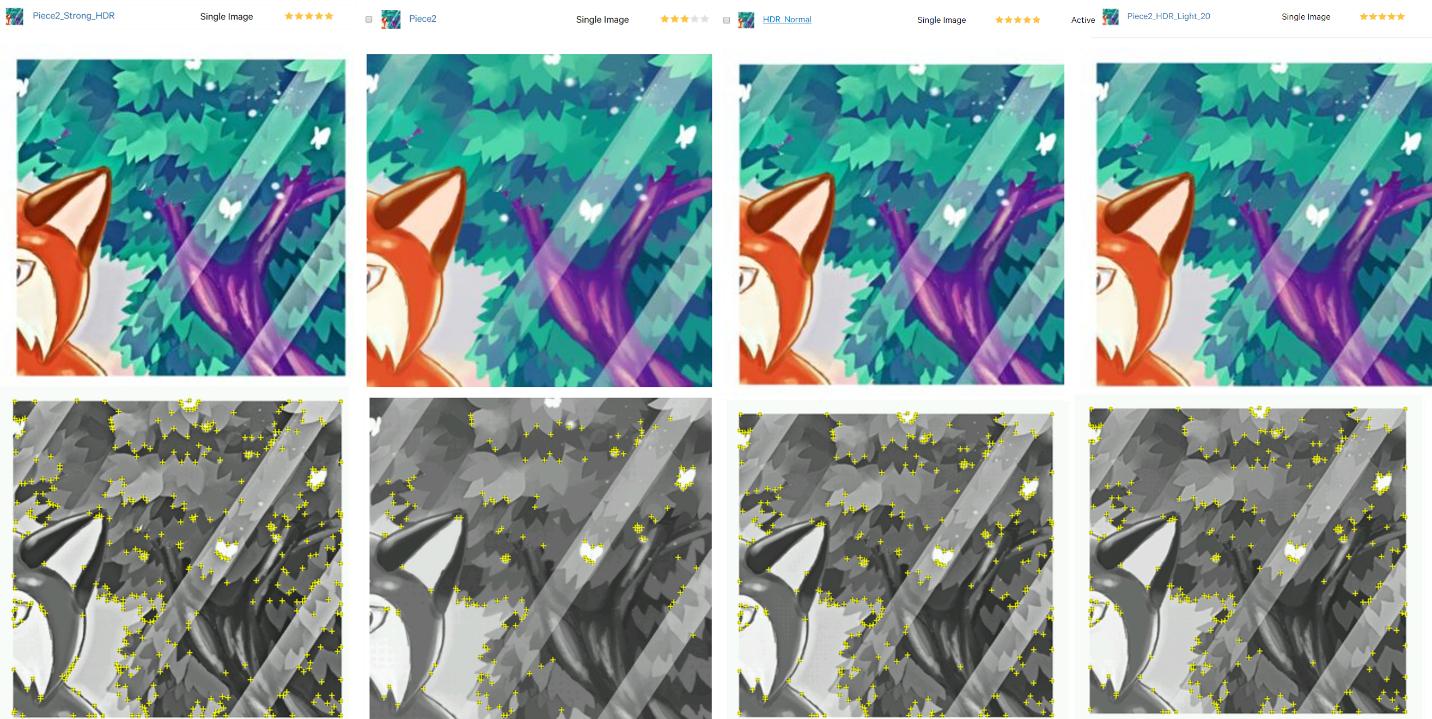 Piece2_Strong_HDR Single Image
Piece2 Single Image
HDR_Normal Single Image Active
Piece2_HDR_Light_20 Single Image